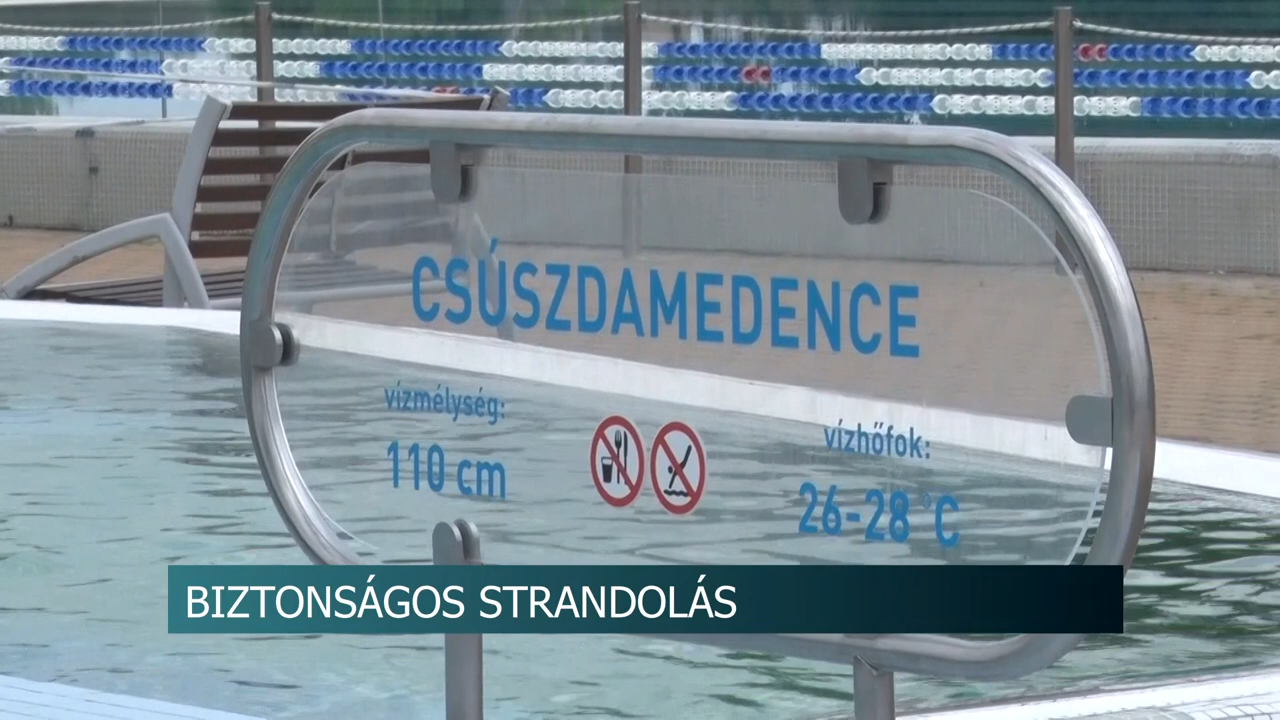 CSÚSZDAMEDENCE
vízmélység:
110 cm
vízhőfok:
26-28 °C
BIZTONSÁGOS STRANDOLÁS